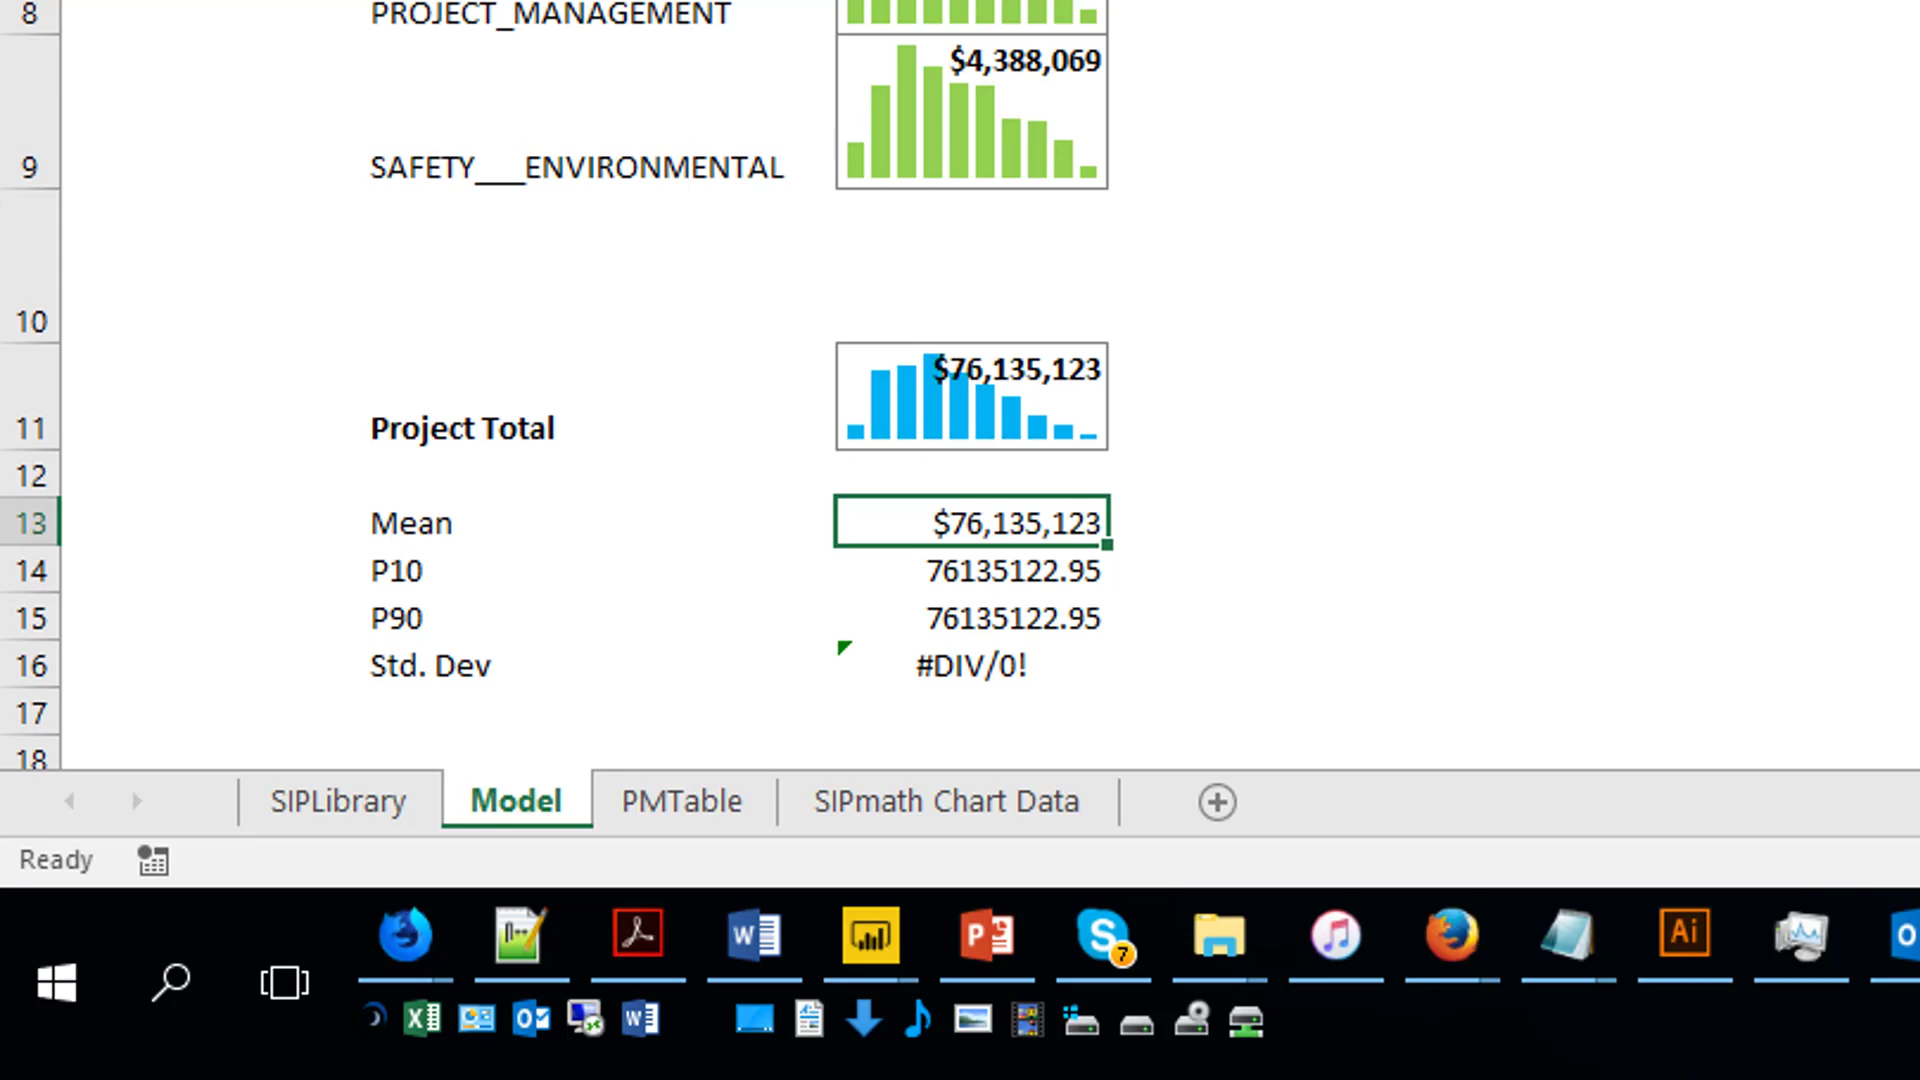 8 PROJECT_MANAGEMENT
$4,388,069
9 SAFETY___ENVIRONMENTAL
10
$76,135,123
11 Project Total
12
13 Mean $76,135,123
14 P10 76135122.95
15 P90 76135122.95
16 Std. Dev #DIV/0!
17
18
SIPLibrary Model PMTable SIPmath Chart Data
Ready
W P S 7 Ai O
X O W